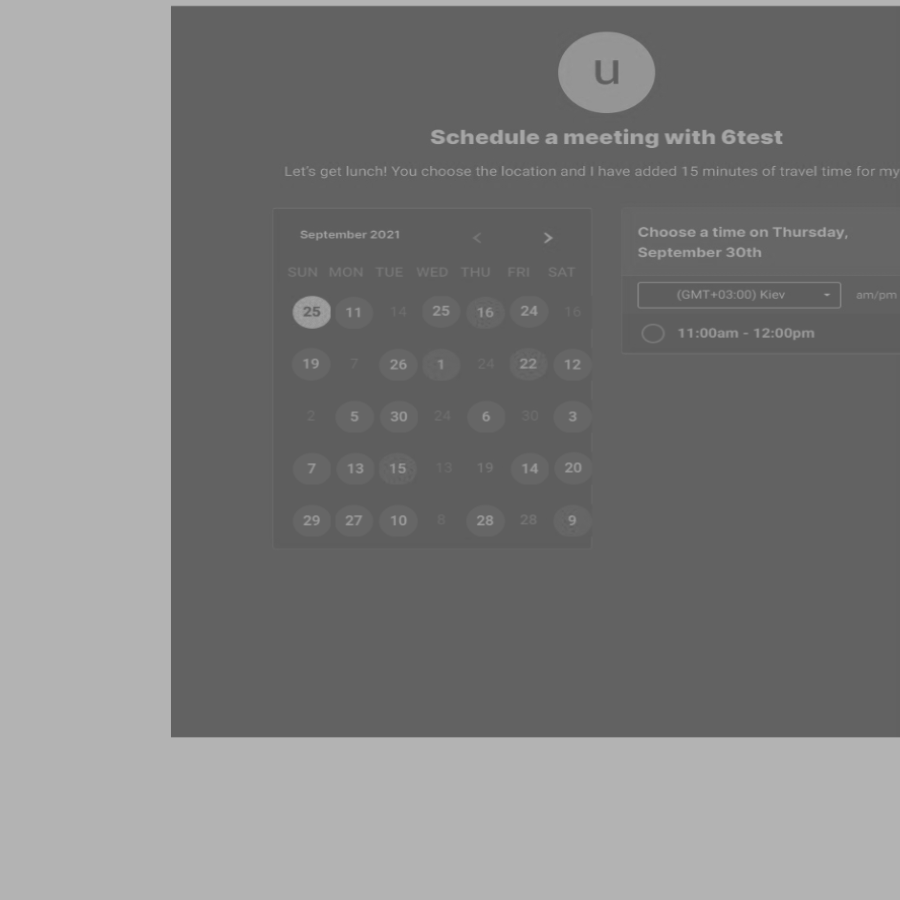 u
Schedule a meeting with 6test
Let's get lunch! You choose the location and I have added 15 minutes of travel time for my
September 2021 < >
SUN MON TUE WED THU FRI SAT
25 11 14 25 16 24 16
19 7 26 1 24 22 12
2 5 30 24 6 30 3
7 13 15 13 19 14 20
29 27 10 8 28 28 9
Choose a time on Thursday,
September 30th
(GMT+03:00) Kiev am/pm
11:00am - 12:00pm